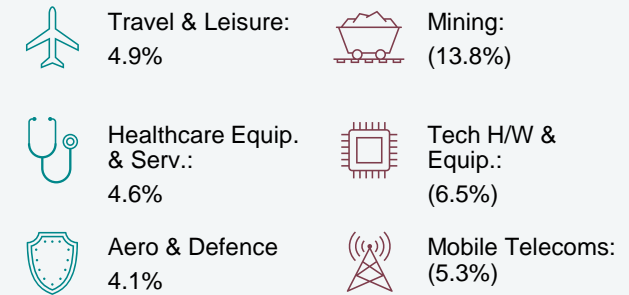 Travel & Leisure:
4.9%
Mining:
(13.8%)
Healthcare Equip.
& Serv.:
4.6%
Tech H/W &
Equip.:
(6.5%)
Aero & Defence
4.1%
Mobile Telecoms:
(5.3%)